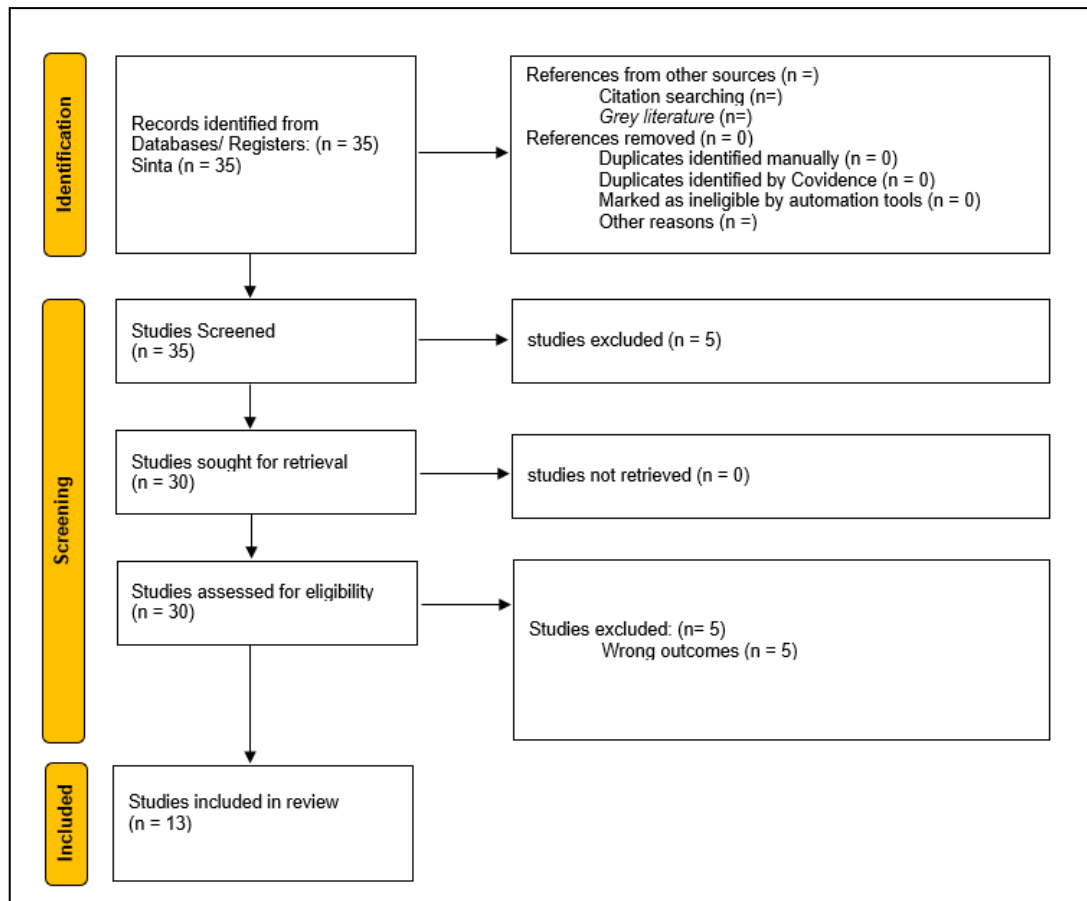 Identification
Records identified from
Databases/ Registers: (n = 35)
Sinta (n = 35)
References from other sources (n =)
Citation searching (n=)
Grey literature (n=)
References removed (n = 0)
Duplicates identified manually (n = 0)
Duplicates identified by Covidence (n = 0)
Marked as ineligible by automation tools (n = 0)
Other reasons (n =)
Screening
Studies Screened
(n = 35)
studies excluded (n = 5)
Studies sought for retrieval
(n = 30)
studies not retrieved (n = 0)
Studies assessed for eligibility
(n = 30)
Studies excluded: (n= 5)
Wrong outcomes (n = 5)
Included
Studies included in review
(n = 13)